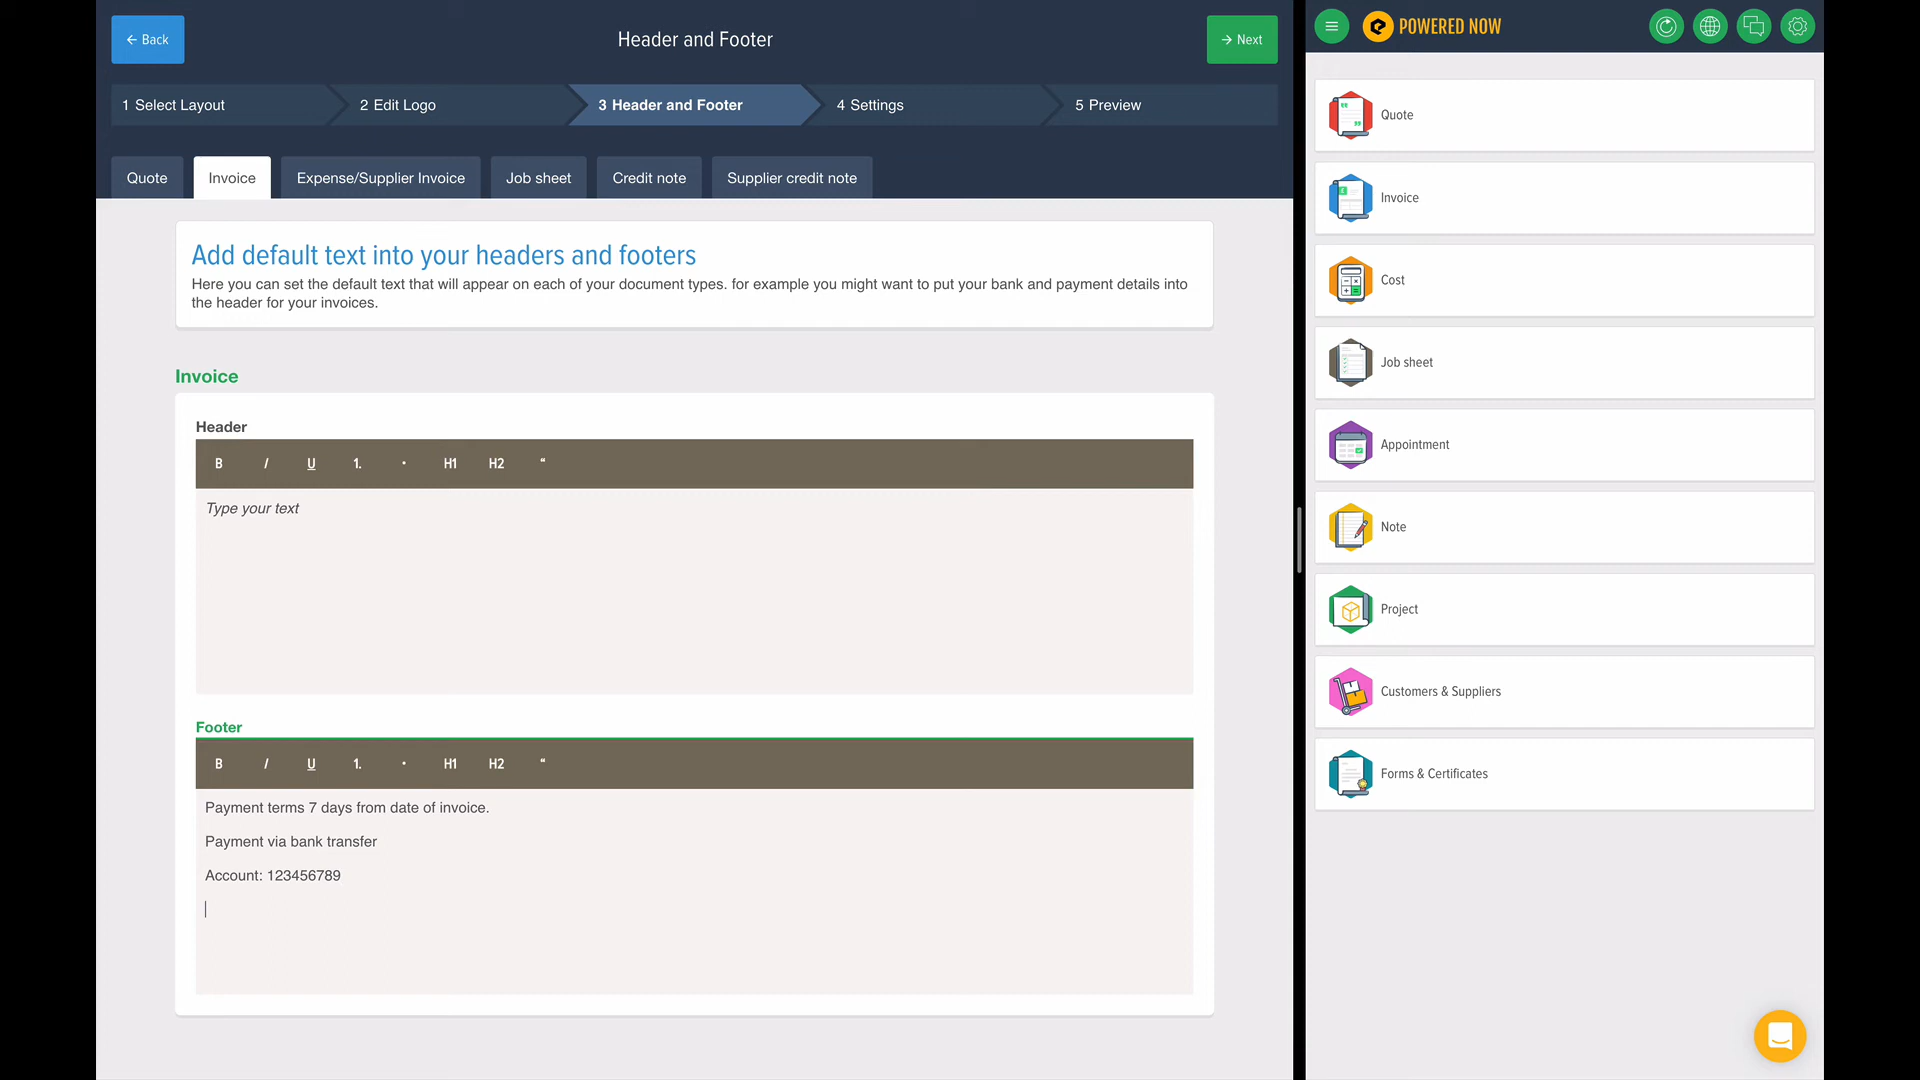 ← Back
Header and Footer
→ Next
1 Select Layout
2 Edit Logo
3 Header and Footer
4 Settings
5 Preview
Quote
Invoice
Expense/Supplier Invoice
Job sheet
Credit note
Supplier credit note
Add default text into your headers and footers
Here you can set the default text that will appear on each of your document types. for example you might want to put your bank and payment details into
the header for your invoices.
Invoice
Header
B I U 1. • H1 H2 “
Type your text
Footer
B I U 1. • H1 H2 “
Payment terms 7 days from date of invoice.
Payment via bank transfer
Account: 123456789
POWERED NOW
Quote
Invoice
Cost
Job sheet
Appointment
Note
Project
Customers & Suppliers
Forms & Certificates